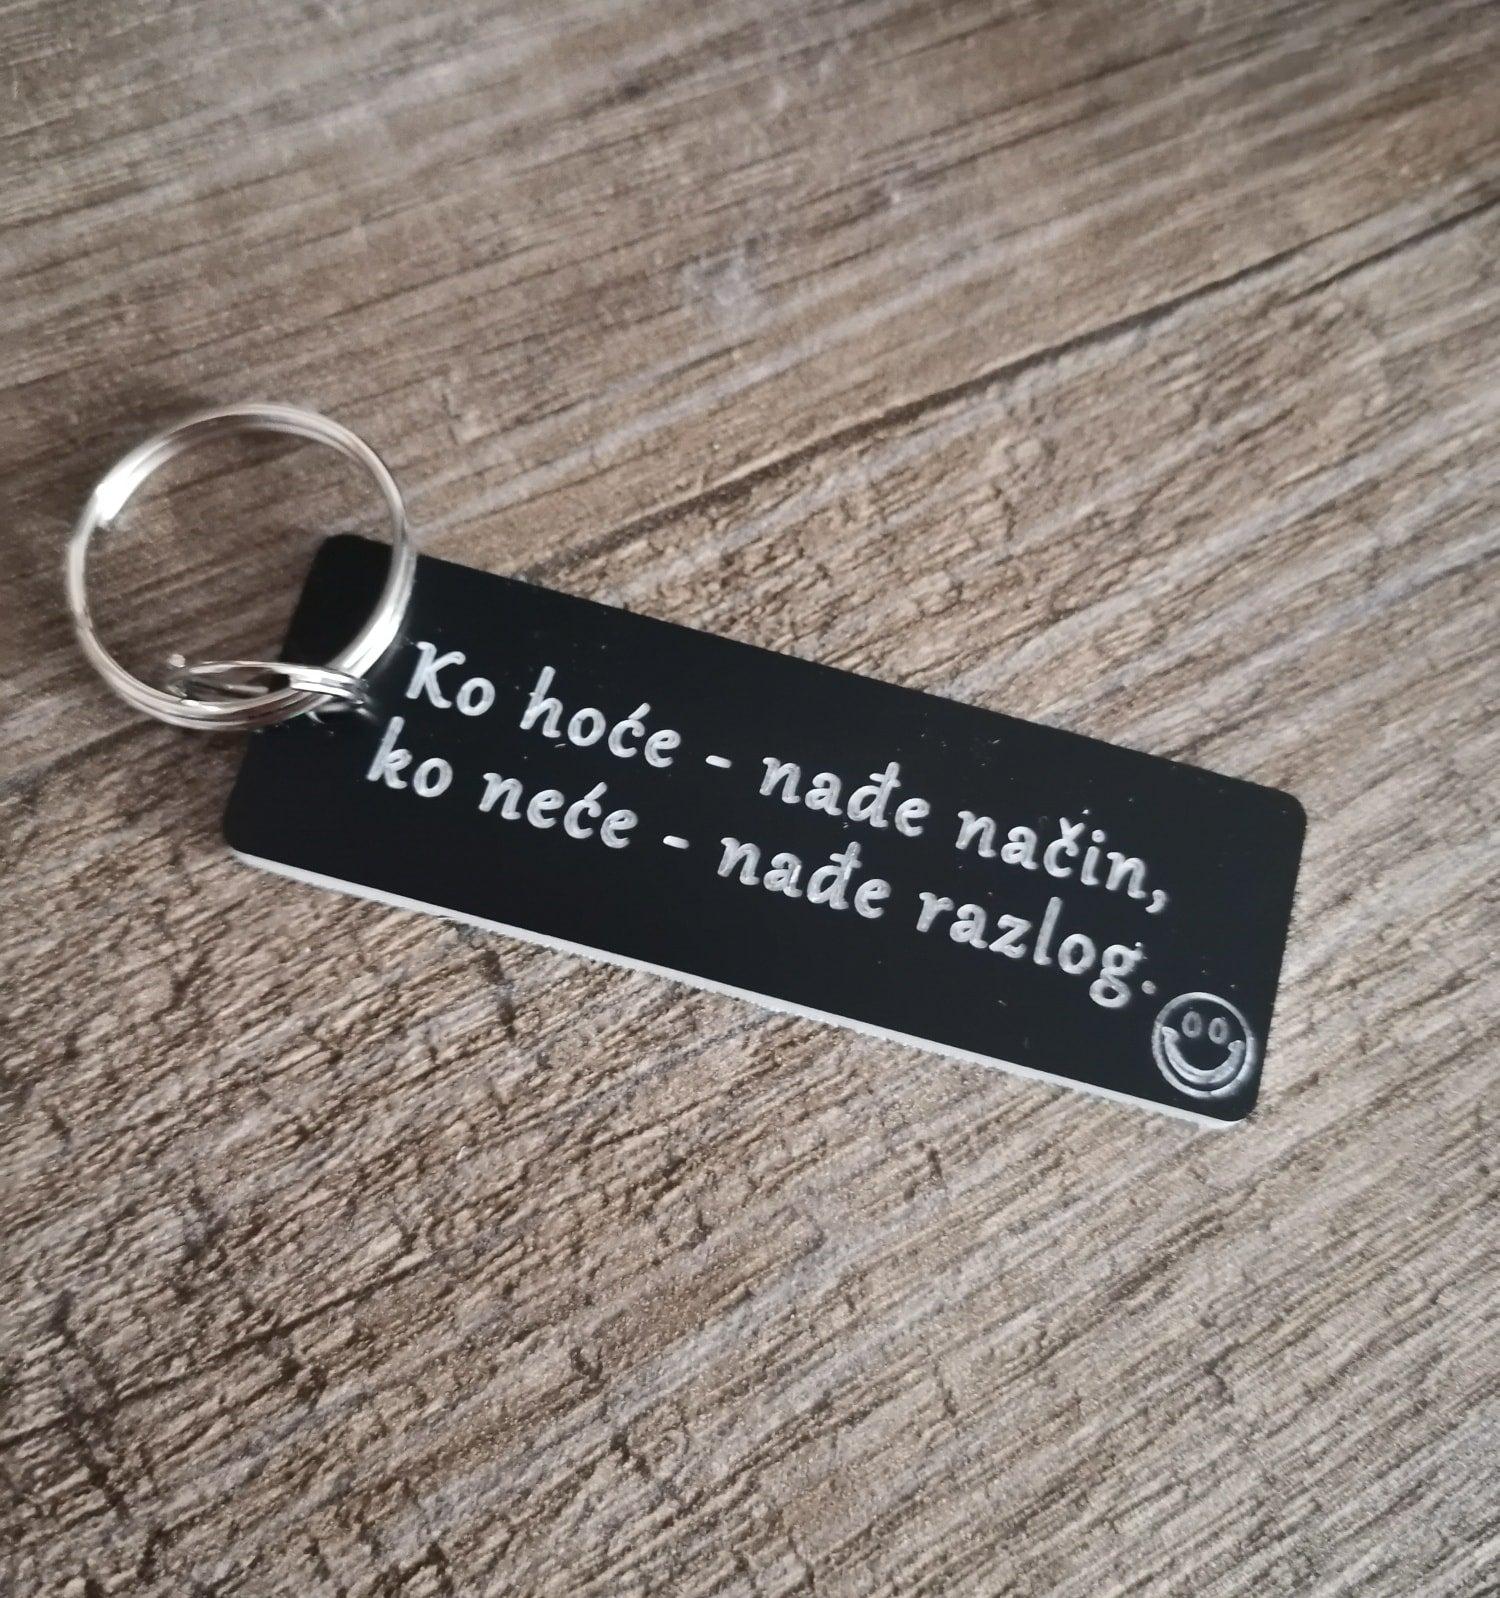 Ko hoće - nađe način,
ko neće - nađe razlog.